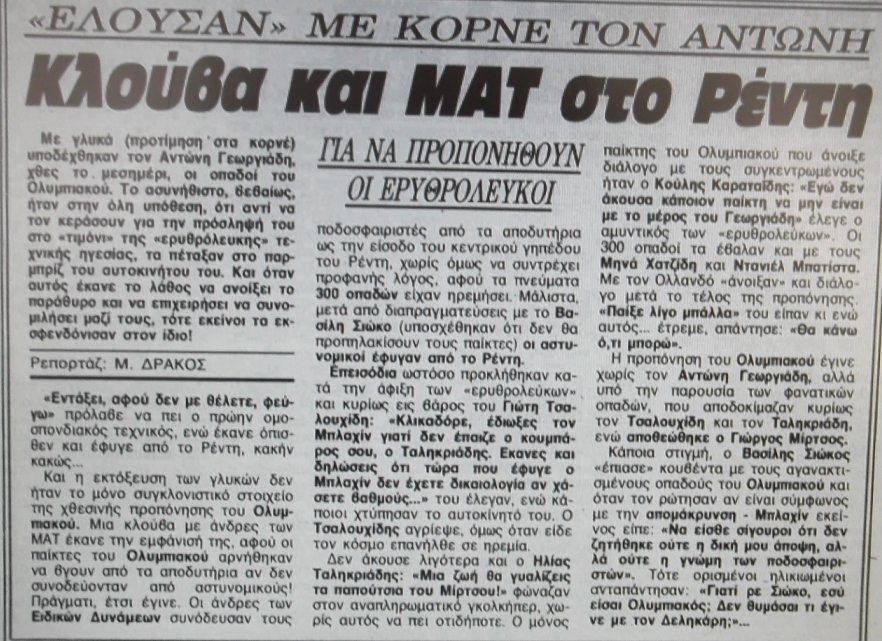 «ΕΛΟΥΣΑΝ» ΜΕ ΚΟΡΝΕ ΤΟΝ ΑΝΤΩΝΗ
Κλούβα και ΜΑΤ στο Ρέντη
Με γλυκά (προτίμηση στα κορνέ)
υποδέχθηκαν τον Αντώνη Γεωργιάδη,
χθες το μεσημέρι, οι οπαδοί του
Ολυμπιακού. Το ασυνήθιστο, βεβαίως,
ήταν στην όλη υπόθεση, ότι αντί να
τον κεράσουν για την πρόσληψή του
στο «τιμόνι» της «ερυθρόλευκης» τε-
χνικής ηγεσίας, τα πέταξαν στο παρ-
μπρίζ του αυτοκινήτου του. Και όταν
αυτός έκανε το λάθος να ανοίξει το
παράθυρο και να επιχειρήσει να συνο-
μιλήσει μαζί τους, τότε εκείνοι τα εκ-
σφενδόνισαν στον ίδιο!
Ρεπορτάζ: Μ. ΔΡΑΚΟΣ
«Εντάξει, αφού δεν με θέλετε, φεύ-
γω» πρόλαβε να πει ο πρώην ομο-
σπονδιακός τεχνικός, ενώ έκανε όπι-
σθεν και έφυγε από το Ρέντη, κακήν
κακώς...
Και η εκτόξευση των γλυκών δεν
ήταν το μόνο συγκλονιστικό στοιχείο
της χθεσινής προπόνησης του Ολυμ-
πιακού. Μια κλούβα με άνδρες των
ΜΑΤ έκανε την εμφάνισή της, αφού οι
παίκτες του Ολυμπιακού αρνήθηκαν
να βγουν από τα αποδυτήρια αν δεν
συνοδεύονταν από αστυνομικούς!
Πράγματι, έτσι έγινε. Οι άνδρες των
Ειδικών Δυνάμεων συνόδευσαν τους
ΓΙΑ ΝΑ ΠΡΟΠΟΝΗΘΟΥΝ
ΟΙ ΕΡΥΘΡΟΛΕΥΚΟΙ
ποδοσφαιριστές από τα αποδυτήρια
ως την είσοδο του κεντρικού γηπέδου
του Ρέντη, χωρίς όμως να συντρέχει
προφανής λόγος, αφού τα πνεύματα
300 οπαδών είχαν ηρεμήσει. Μάλιστα,
μετά από διαπραγματεύσεις με το Βα-
σίλη Σιώκο (υποσχέθηκαν ότι δεν θα
προπηλακίσουν τους παίκτες) οι αστυ-
νομικοί έφυγαν από το Ρέντη.
Επεισόδια ωστόσο προκλήθηκαν κα-
τά την άφιξη των «ερυθρολεύκων»
και κυρίως εις βάρος του Γιώτη Τσα-
λουχίδη: «Κλικαδόρε, έδιωξες τον
Μπλαχίν γιατί δεν έπαιζε ο κουμπά-
ρος σου, ο Ταληκριάδης. Εκανες και
δηλώσεις ότι τώρα που έφυγε ο
Μπλαχίν δεν έχετε δικαιολογία αν χά-
σετε βαθμούς...» του έλεγαν, ενώ κά-
ποιοι χτύπησαν το αυτοκίνητό του. Ο
Τσαλουχίδης αγρίεψε, όμως όταν είδε
τον κόσμο επανήλθε σε ηρεμία.
Δεν άκουσε λιγότερα και ο Ηλίας
Ταληκριάδης: «Μια ζωή θα γυαλίζεις
τα παπούτσια του Μίρτσου!» φώναζαν
στον αναπληρωματικό γκολκίπερ, χω-
ρίς αυτός να πει οτιδήποτε. Ο μόνος
παίκτης του Ολυμπιακού που άνοιξε
διάλογο με τους συγκεντρωμένους
ήταν ο Κούλης Καραταΐδης: «Εγώ δεν
άκουσα κάποιον παίκτη να μην είναι
με το μέρος του Γεωργιάδη» έλεγε ο
αμυντικός των «ερυθρολεύκων». Οι
300 οπαδοί τα έβαλαν και με τους
Μηνά Χατζίδη και Ντανιέλ Μπατίστα.
Με τον Ολλανδό «άνοιξαν» και διάλο-
γο μετά το τέλος της προπόνησης.
«Παίξε λίγο μπάλλα» του είπαν κι ενώ
αυτός... έτρεμε, απάντησε: «Θα κάνω
ό,τι μπορώ».
Η προπόνηση του Ολυμπιακού έγινε
χωρίς τον Αντώνη Γεωργιάδη, αλλά
υπό την παρουσία των φανατικών
οπαδών, που αποδοκίμαζαν κυρίως
τον Τσαλουχίδη και τον Ταληκριάδη,
ενώ αποθεώθηκε ο Γιώργος Μίρτσος.
Κάποια στιγμή, ο Βασίλης Σιώκος
«έπιασε» κουβέντα με τους αγανακτι-
σμένους οπαδούς του Ολυμπιακού και
όταν τον ρώτησαν αν είναι σύμφωνος
με την απομάκρυνση - Μπλαχίν εκεί-
νος είπε: «Να είσθε σίγουροι ότι δεν
ζητήθηκε ούτε η δική μου άποψη, αλ-
λά ούτε η γνώμη των ποδοσφαιρι-
στών». Τότε ορισμένοι ηλικιωμένοι
ανταπάντησαν: «Γιατί ρε Σιώκο, εσύ
είσαι Ολυμπιακός; Δεν θυμάσαι τι έγι-
νε με τον Δεληκάρη;»...